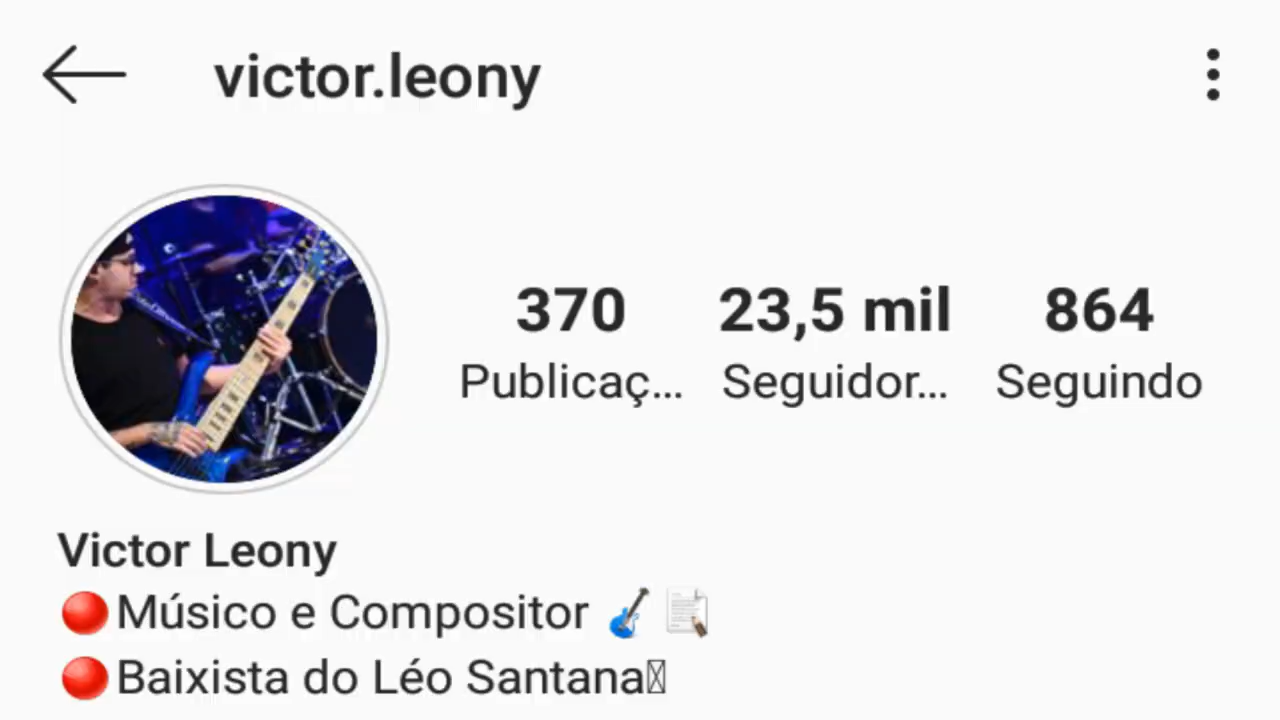 victor.leony
370 23,5 mil 864
Publicaç... Seguidor... Seguindo
Victor Leony
🔴Músico e Compositor 🎸📝
🔴Baixista do Léo Santana